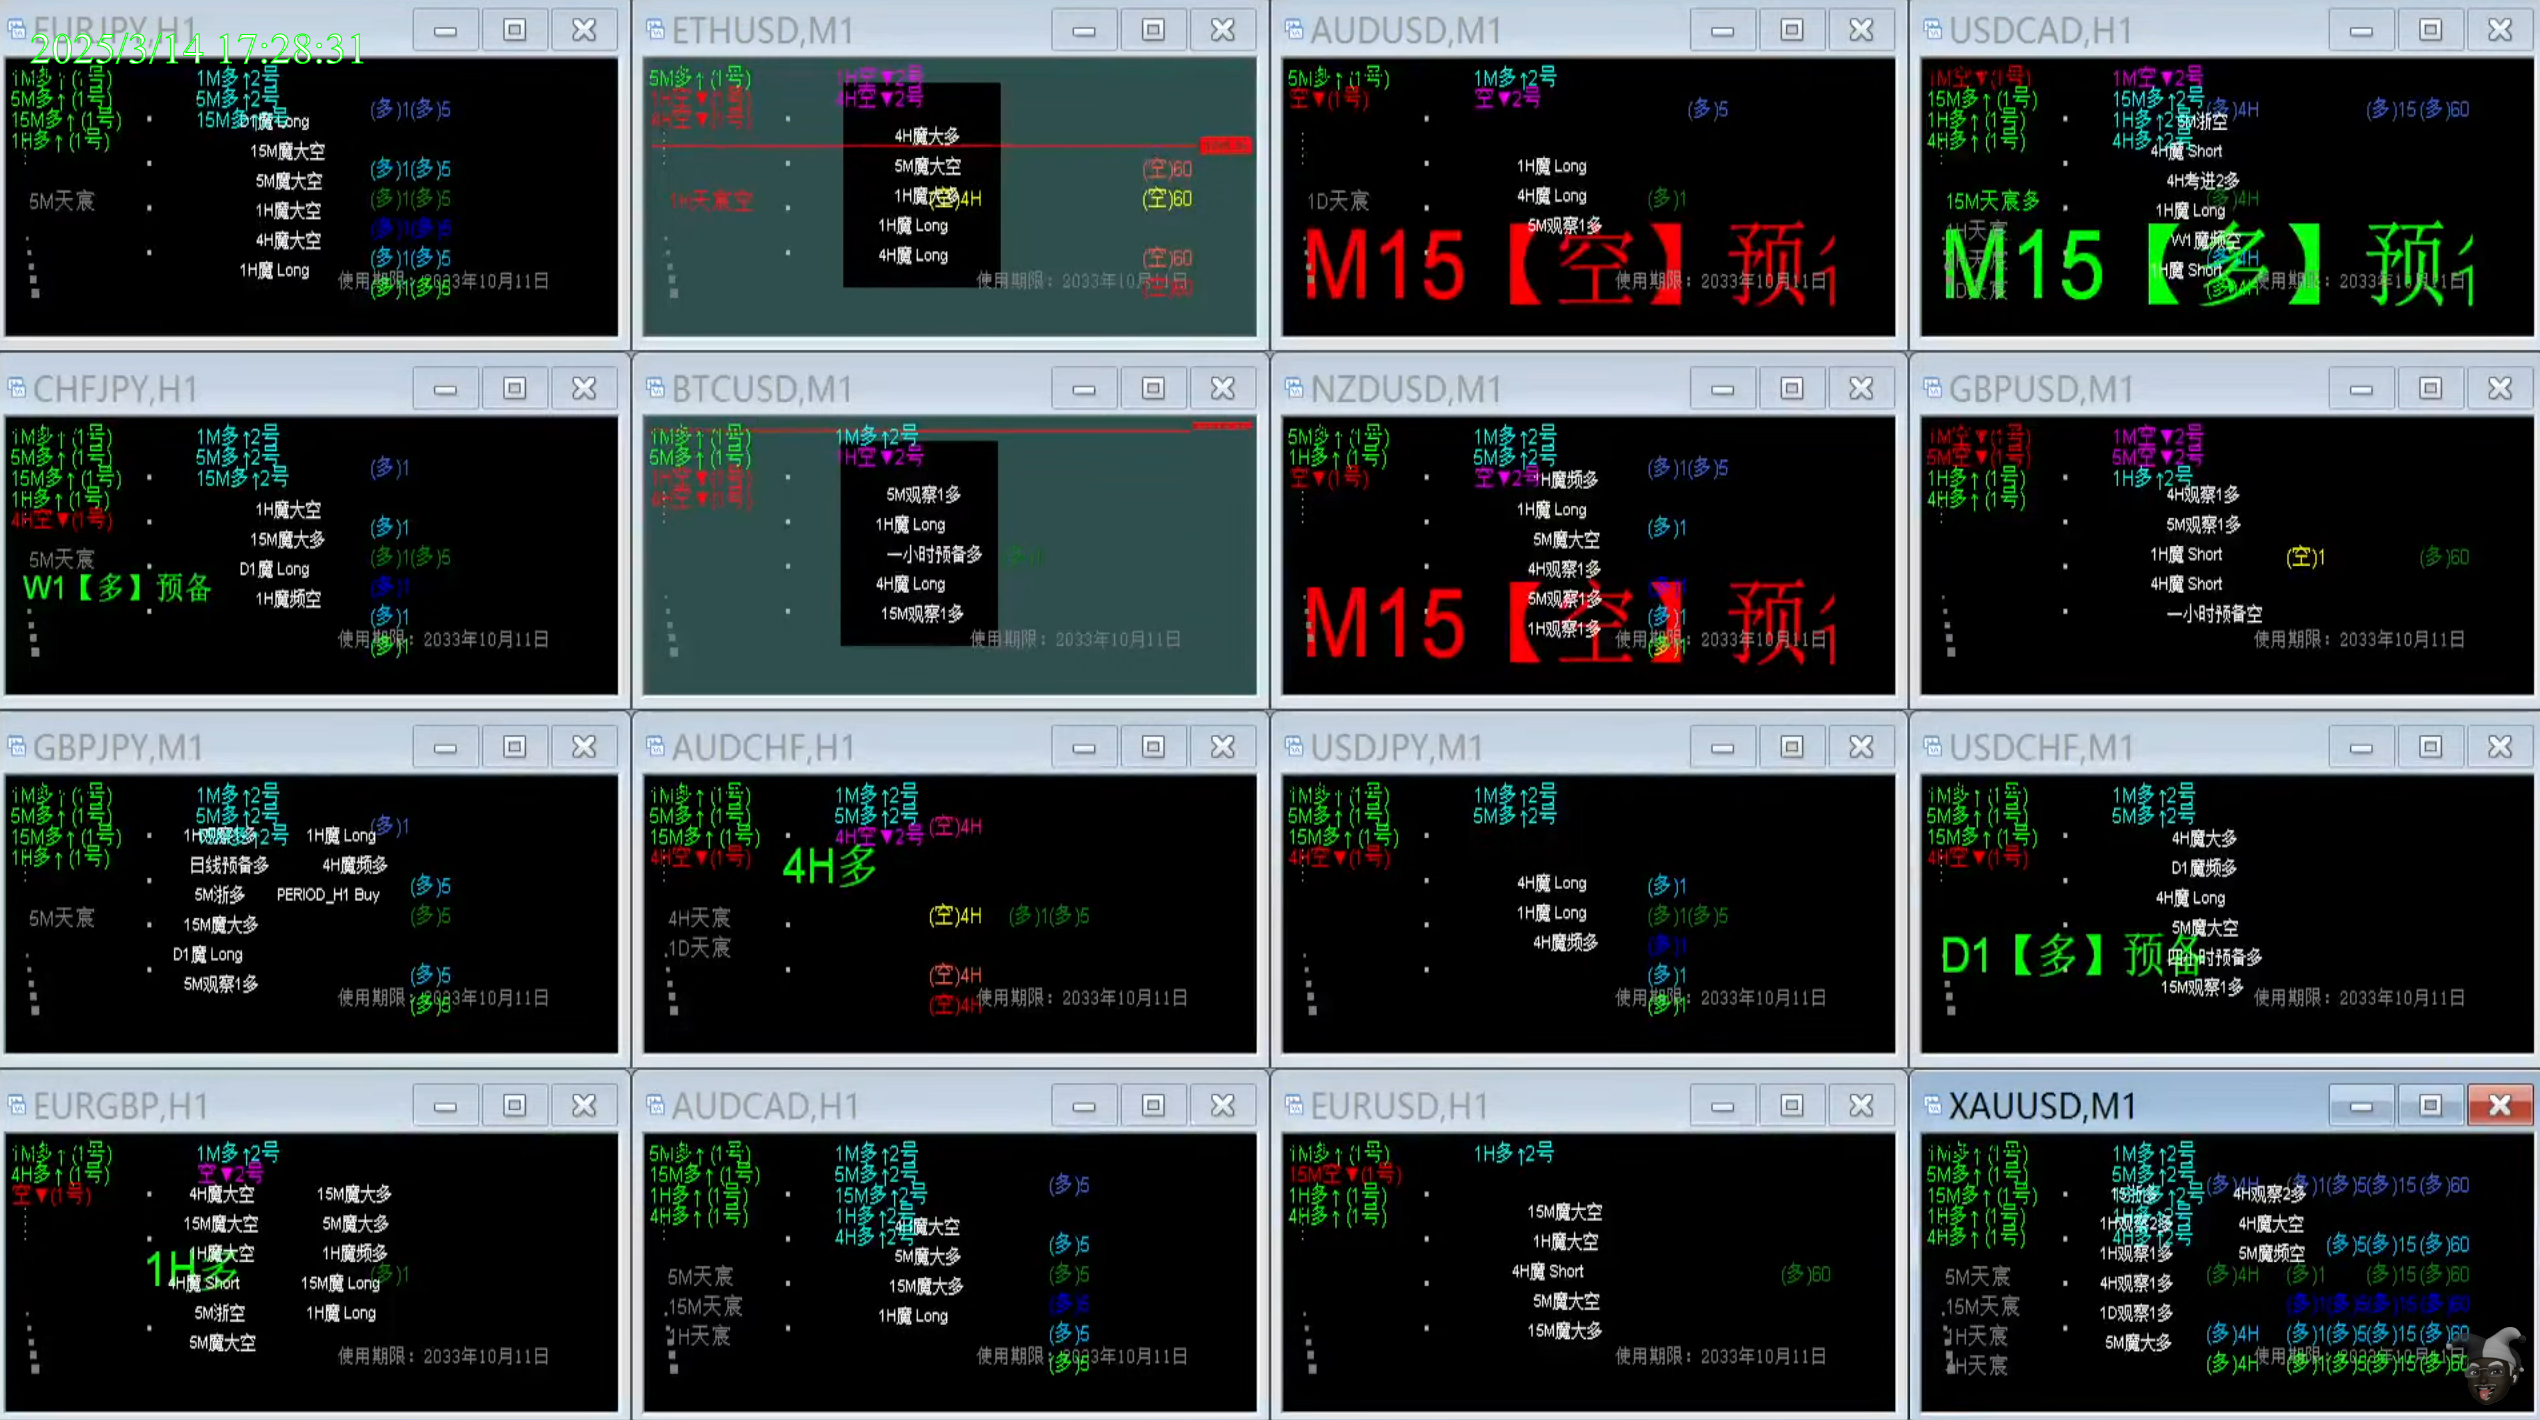 EURJPY,H1
2025/3/14 17:28:31
1M多↑(1号) 1M多↑2号
5M多↑(1号) 5M多↑2号 (多)1(多)5
15M多↑(1号) 15M多↑2号 D1魔 Long
1H多↑(1号)
15M魔大空
(多)1(多)5
5M魔大空
5M天宸 (多)1(多)5
1H魔大空
(多)1(多)5
4H魔大空
(多)1(多)5
1H魔 Long
使用期限：2033年10月11日
(多)1(多)5
ETHUSD,M1
5M多↑(1号) 1H空▼2号
1H空▼(1号) 4H空▼2号
4H空▼(1号)
4H魔大多
5M魔大空 (空)60
1H天宸空 1H魔大多 (空)4H (空)60
1H魔 Long
4H魔 Long (空)60
使用期限：2033年10月11日
AUDUSD,M1
5M多↑(1号) 1M多↑2号
空▼(1号) 空▼2号 (多)5
1H魔 Long
1D天宸 4H魔 Long (多)1
5M观察1多
M15【空】预
使用期限：2033年10月11日
USDCAD,H1
1M空▼(1号) 1M空▼2号
15M多↑(1号) 15M多↑2号 (多)4H (多)15(多)60
1H多↑(1号) 1H多↑2 5M浙空
4H多↑(1号) 4H多↑2
4H魔 Short
4H考进2多
15M天宸多 (多)4H
1H魔 Long
1H天宸
W1魔频空
M15【多】预
(多)4H
1H魔 Short
D天宸
使用期限：2033年10月11日
CHFJPY,H1
1M多↑(1号) 1M多↑2号
5M多↑(1号) 5M多↑2号 (多)1
15M多↑(1号) 15M多↑2号
1H多↑(1号) 1H魔大空
4H空▼(1号) (多)1
15M魔大多
5M天宸 (多)1(多)5
D1魔 Long
W1【多】预备 (多)1
1H魔频空
(多)1
使用期限：2033年10月11日
(多)1
BTCUSD,M1
1M多↑(1号) 1M多↑2号
5M多↑(1号) 1H空▼2号
1H空▼(1号)
4H空▼(1号) 5M观察1多
1H魔 Long
一小时预备多
4H魔 Long
15M观察1多
使用期限：2033年10月11日
NZDUSD,M1
5M多↑(1号) 1M多↑2号
1H多↑(1号) 5M多↑2号 (多)1(多)5
空▼(1号) 空▼2号 1H魔频多
1H魔 Long
(多)1
5M魔大空
4H观察1多
5M观察1多
M15【空】预
(多)1
1H观察1多
使用期限：2033年10月11日
(多)1
GBPUSD,M1
1M空▼(1号) 1M空▼2号
5M空▼(1号) 5M空▼2号
1H多↑(1号) 1H多↑2号
4H多↑(1号) 4H观察1多
5M观察1多
1H魔 Short (空)1 (多)60
4H魔 Short
一小时预备空
使用期限：2033年10月11日
GBPJPY,M1
1M多↑(1号) 1M多↑2号
5M多↑(1号) 5M多↑2号 (多)1
15M多↑(1号) 1H观察1多 1H魔 Long
1H多↑(1号) 日线预备多 4H魔频多
5M浙多 PERIOD_H1 Buy (多)5
5M天宸 15M魔大多 (多)5
D1魔 Long
(多)5
5M观察1多
使用期限：2033年10月11日
(多)5
AUDCHF,H1
1M多↑(1号) 1M多↑2号
5M多↑(1号) 5M多↑2号
15M多↑(1号) 4H空▼2号 (空)4H
4H空▼(1号) 4H多
4H天宸 (空)4H (多)1(多)5
1D天宸
(空)4H
(空)4H
使用期限：2033年10月11日
USDJPY,M1
1M多↑(1号) 1M多↑2号
5M多↑(1号) 5M多↑2号
15M多↑(1号)
4H空▼(1号)
4H魔 Long (多)1
1H魔 Long (多)1(多)5
4H魔频多 (多)1
(多)1
使用期限：2033年10月11日
(多)1
USDCHF,M1
1M多↑(1号) 1M多↑2号
5M多↑(1号) 5M多↑2号
15M多↑(1号) 4H魔大多
4H空▼(1号) D1魔频多
4H魔 Long
5M魔大空
D1【多】预备 四小时预备多
15M观察1多
使用期限：2033年10月11日
EURGBP,H1
1M多↑(1号) 1M多↑2号
4H多↑(1号) 空▼2号
空▼(1号) 4H魔大空 15M魔大多
15M魔大空 5M魔大多
1H魔大空 1H魔频多
1H多
4H魔 Short 15M魔 Long (多)1
5M浙空 1H魔 Long
5M魔大空
使用期限：2033年10月11日
AUDCAD,H1
5M多↑(1号) 1M多↑2号
15M多↑(1号) 5M多↑2号 (多)5
1H多↑(1号) 15M多↑2号
4H多↑(1号) 1H多↑2号
4H多↑2号 4H魔大空
(多)5
5M魔大多
5M天宸 (多)5
15M魔大多
15M天宸 (多)5
1H魔 Long
1H天宸 (多)5
使用期限：2033年10月11日
(多)5
EURUSD,H1
1M多↑(1号) 1H多↑2号
15M空▼(1号)
1H多↑(1号)
4H多↑(1号) 15M魔大空
1H魔大空
4H魔 Short (多)60
5M魔大空
15M魔大多
使用期限：2033年10月11日
XAUUSD,M1
1M多↑(1号) 1M多↑2号
5M多↑(1号) 5M多↑2号
15M多↑(1号) (多)4H (多)1(多)5(多)15(多)60
4H观察2多
1H多↑(1号) 1H观察2多 4H魔大空
4H多↑(1号) 4H多↑2号 (多)5(多)15(多)60
1H观察1多 5M魔频空
5M天宸 4H观察1多 (多)4H (多)1 (多)15(多)60
15M天宸 1D观察1多 (多)1(多)5(多)15(多)60
1H天宸 5M魔大多 (多)4H (多)1(多)5(多)15(多)60
使用期限：2033年10月11日
4H天宸 (多)4H (多)1(多)5(多)15(多)60